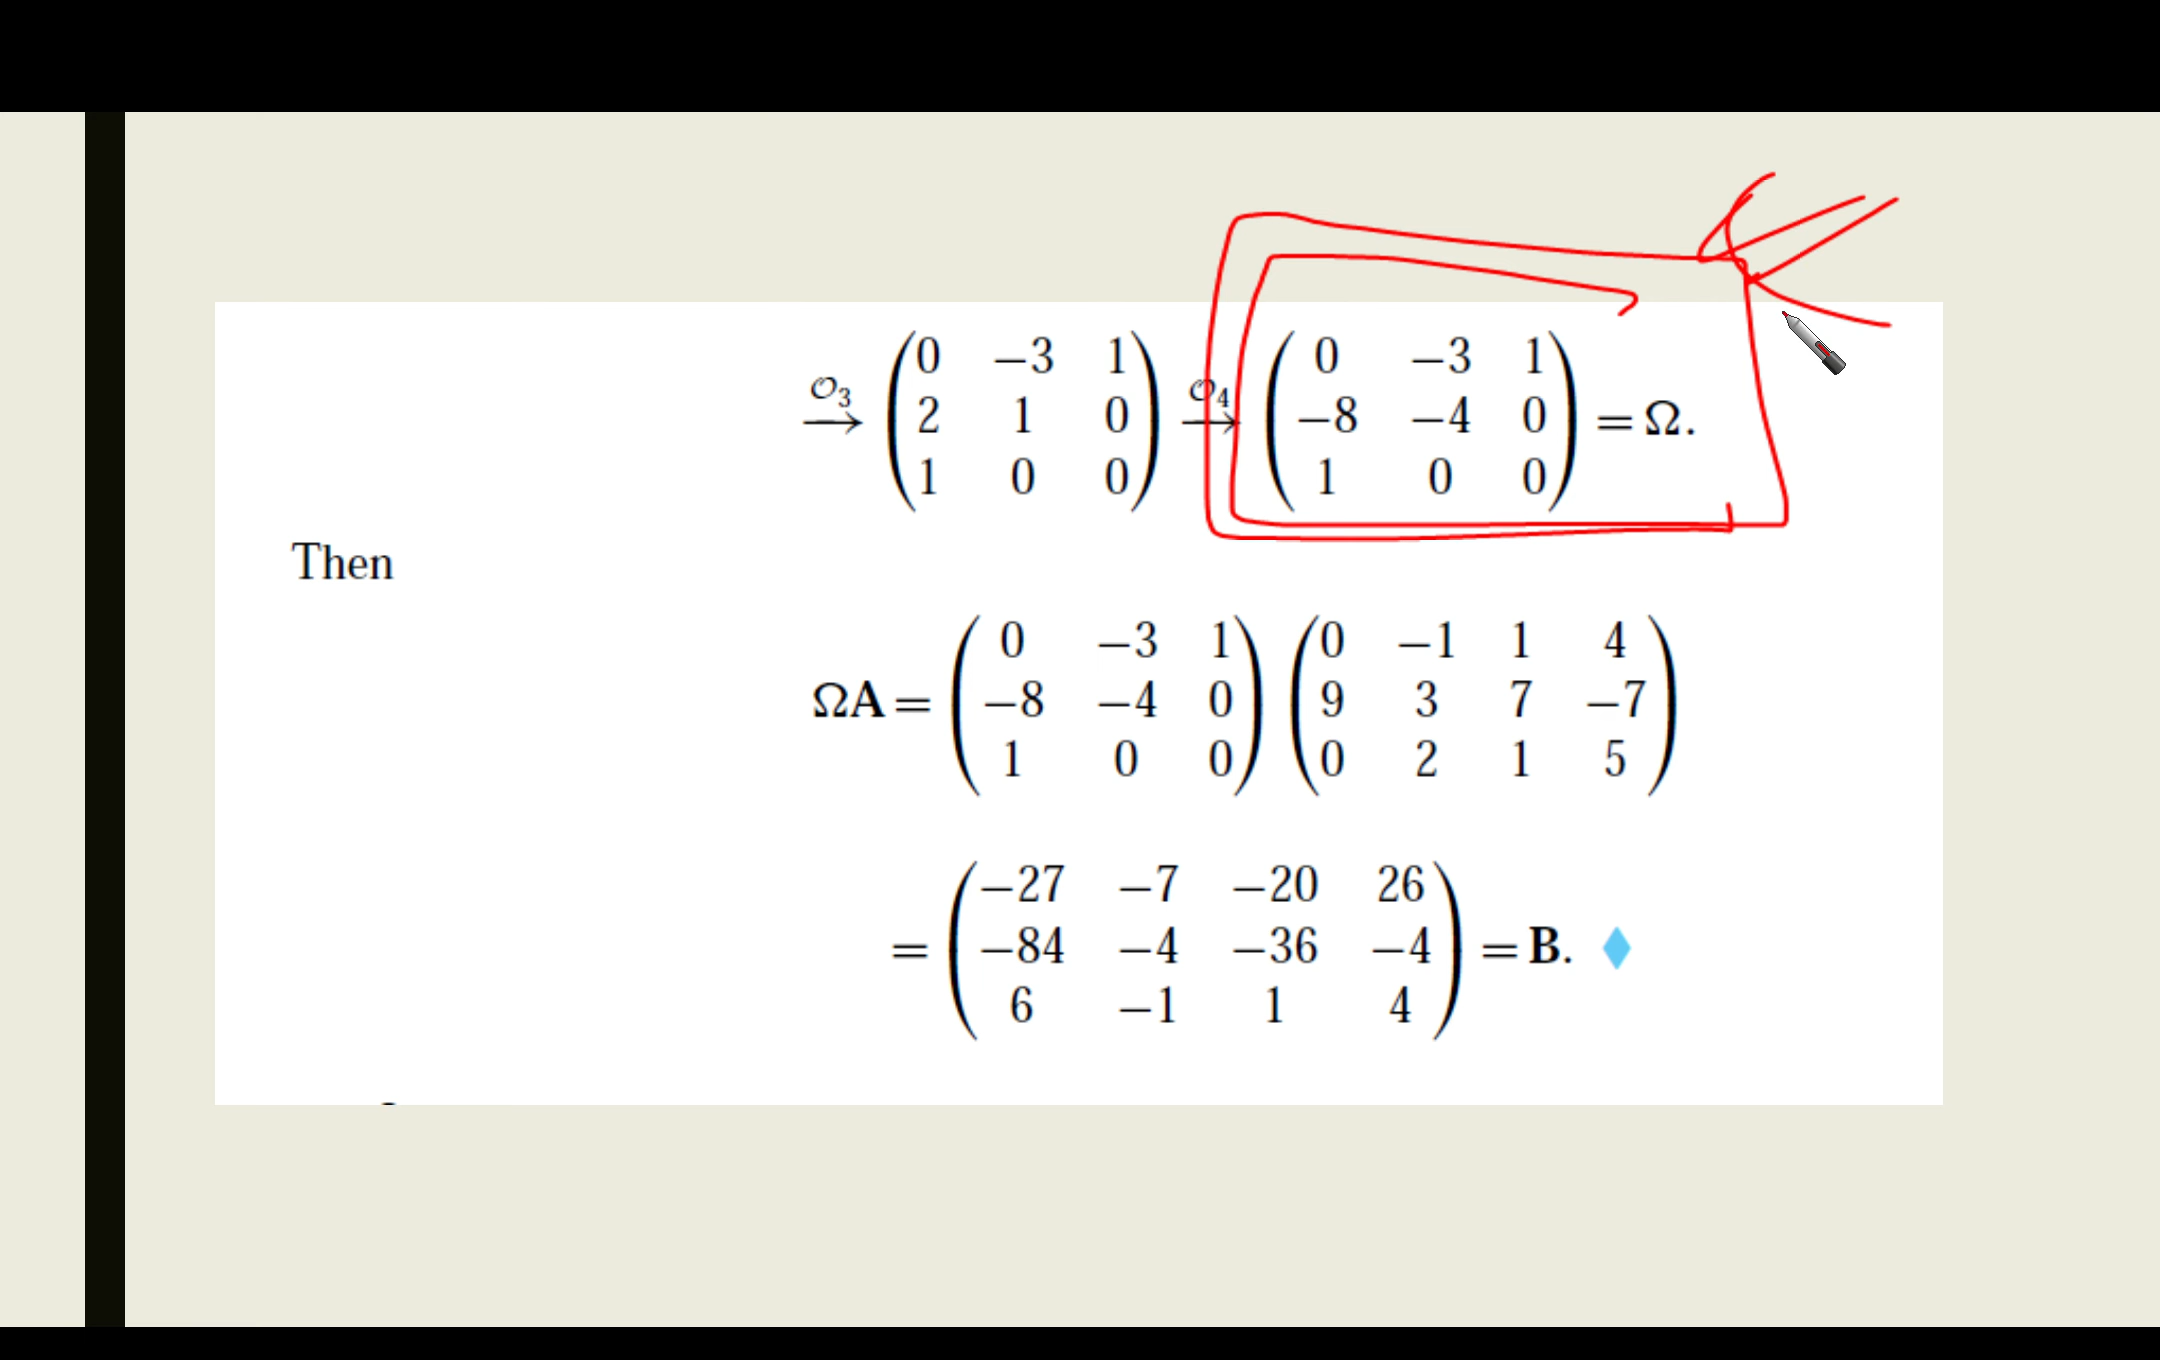 𝒪3 → (0 −3 1; 2 1 0; 1 0 0) 𝒪4 → (0 −3 1; −8 −4 0; 1 0 0) = Ω.
Then
ΩA = (0 −3 1; −8 −4 0; 1 0 0) (0 −1 1 4; 9 3 7 −7; 0 2 1 5)
= (−27 −7 −20 26; −84 −4 −36 −4; 6 −1 1 4) = B.